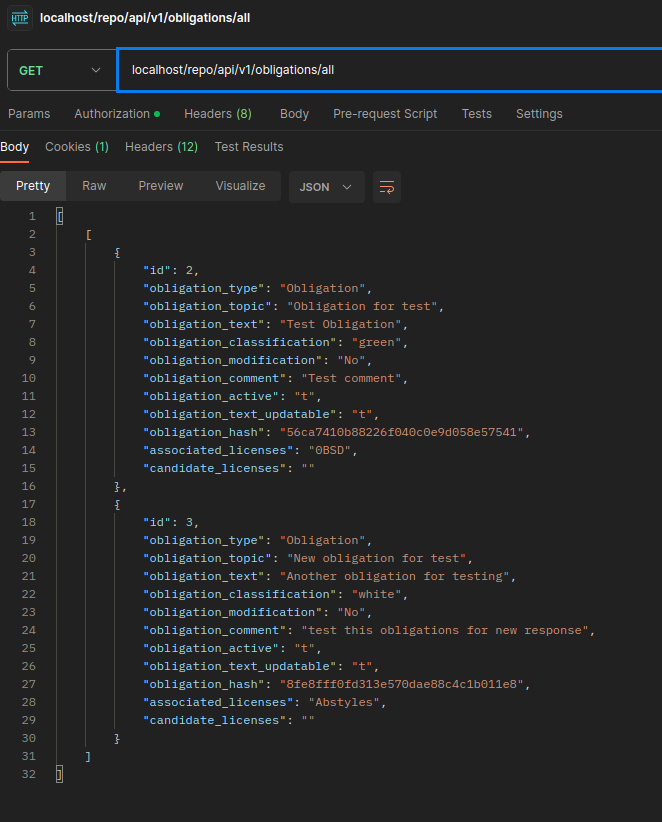 HTTP localhost/repo/api/v1/obligations/all
GET localhost/repo/api/v1/obligations/all
Params Authorization Headers (8) Body Pre-request Script Tests Settings
Body Cookies (1) Headers (12) Test Results
Pretty Raw Preview Visualize JSON
1 [
2 [
3 {
4 "id": 2,
5 "obligation_type": "Obligation",
6 "obligation_topic": "Obligation for test",
7 "obligation_text": "Test Obligation",
8 "obligation_classification": "green",
9 "obligation_modification": "No",
10 "obligation_comment": "Test comment",
11 "obligation_active": "t",
12 "obligation_text_updatable": "t",
13 "obligation_hash": "56ca7410b88226f040c0e9d058e57541",
14 "associated_licenses": "0BSD",
15 "candidate_licenses": ""
16 },
17 {
18 "id": 3,
19 "obligation_type": "Obligation",
20 "obligation_topic": "New obligation for test",
21 "obligation_text": "Another obligation for testing",
22 "obligation_classification": "white",
23 "obligation_modification": "No",
24 "obligation_comment": "test this obligations for new response",
25 "obligation_active": "t",
26 "obligation_text_updatable": "t",
27 "obligation_hash": "8fe8fff0fd313e570dae88c4c1b011e8",
28 "associated_licenses": "Abstyles",
29 "candidate_licenses": ""
30 }
31 ]
32 ]